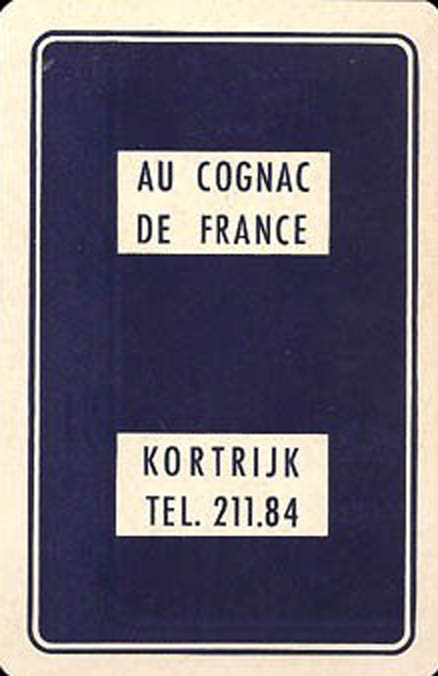 AU COGNAC
DE FRANCE
KORTRIJK
TEL. 211.84